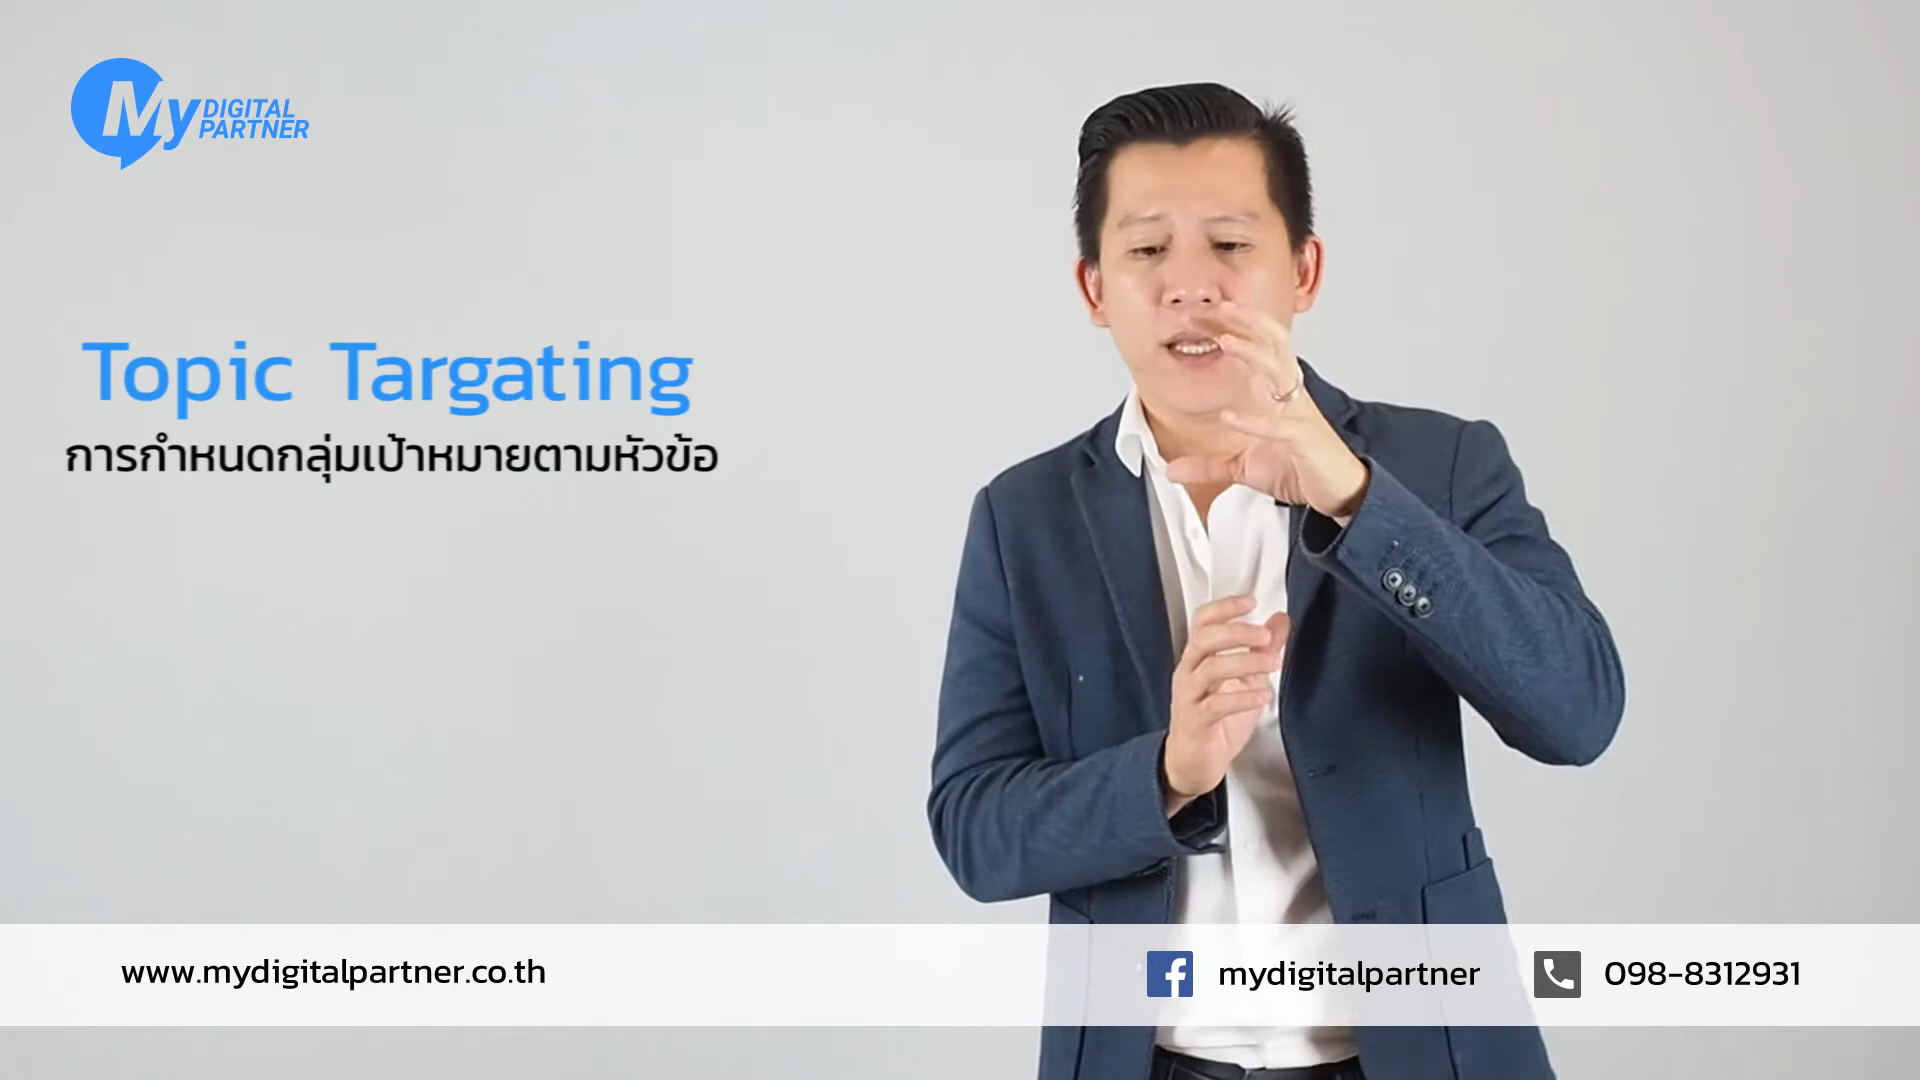 My DIGITAL
PARTNER
Topic Targating
การกำหนดกลุ่มเป้าหมายตามหัวข้อ
www.mydigitalpartner.co.th
mydigitalpartner
098-8312931